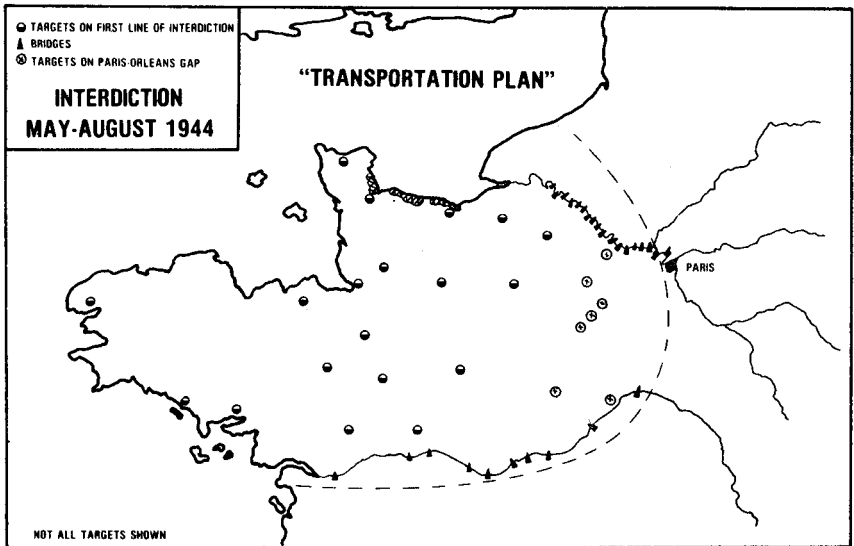 TARGETS ON FIRST LINE OF INTERDICTION
BRIDGES
TARGETS ON PARIS-ORLEANS GAP
INTERDICTION
MAY-AUGUST 1944
"TRANSPORTATION PLAN"
PARIS
NOT ALL TARGETS SHOWN